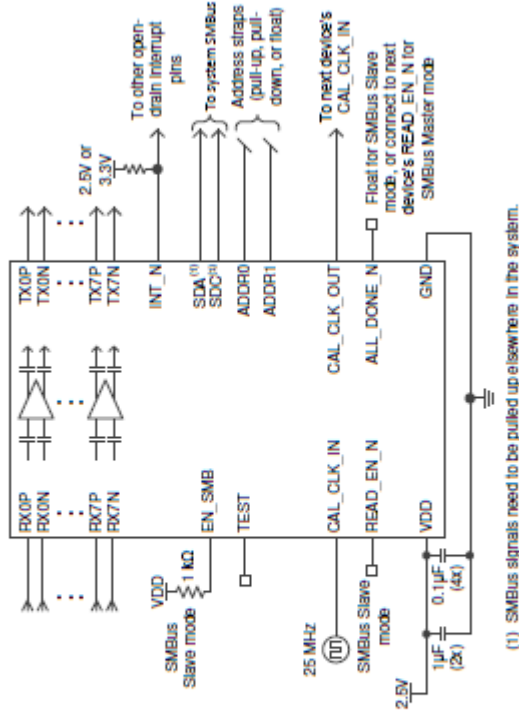 RX0P
RX0N
RX7P
RX7N
TX0P
TX0N
TX7P
TX7N
TX0P
TX0N
TX7P
TX7N
2.5V or
3.3V
To other open-
drain interrupt
pins
INT_N
VDD
1 kΩ
SMBus
Slave mode
EN_SMB
TEST
SDA(1)
SDC(1)
To system SMBus
ADDR0
ADDR1
Address straps
(pull-up, pull-
down, or float)
25 MHz
CAL_CLK_IN
CAL_CLK_OUT
To next device's
CAL_CLK_IN
SMBus Slave
mode
READ_EN_N
ALL_DONE_N
Float for SMBus Slave
mode, or connect to next
device's READ_EN_N for
SMBus Master mode
2.5V
1µF
(2x)
0.1µF
(4x)
VDD
GND
(1) SMBus signals need to be pulled up elsewhere in the system.